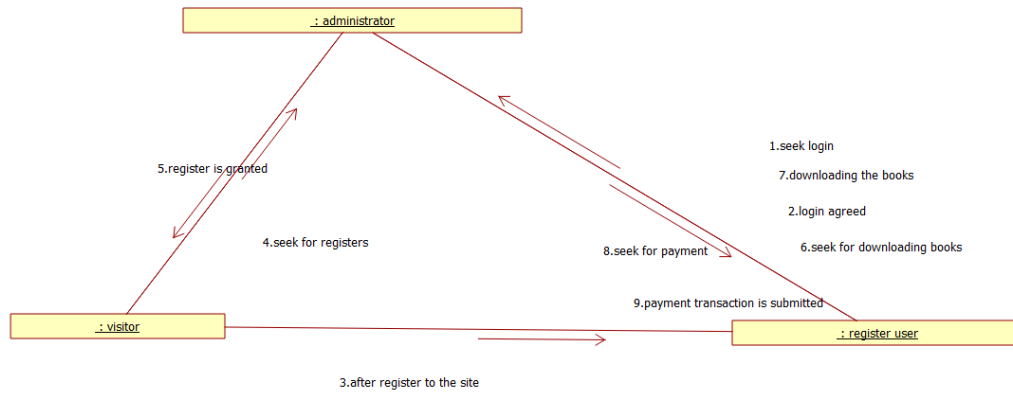 : administrator
1.seek login
5.register is granted
7.downloading the books
2.login agreed
4.seek for registers
8.seek for payment
6.seek for downloading books
9.payment transaction is submitted
: visitor
: register user
3.after register to the site